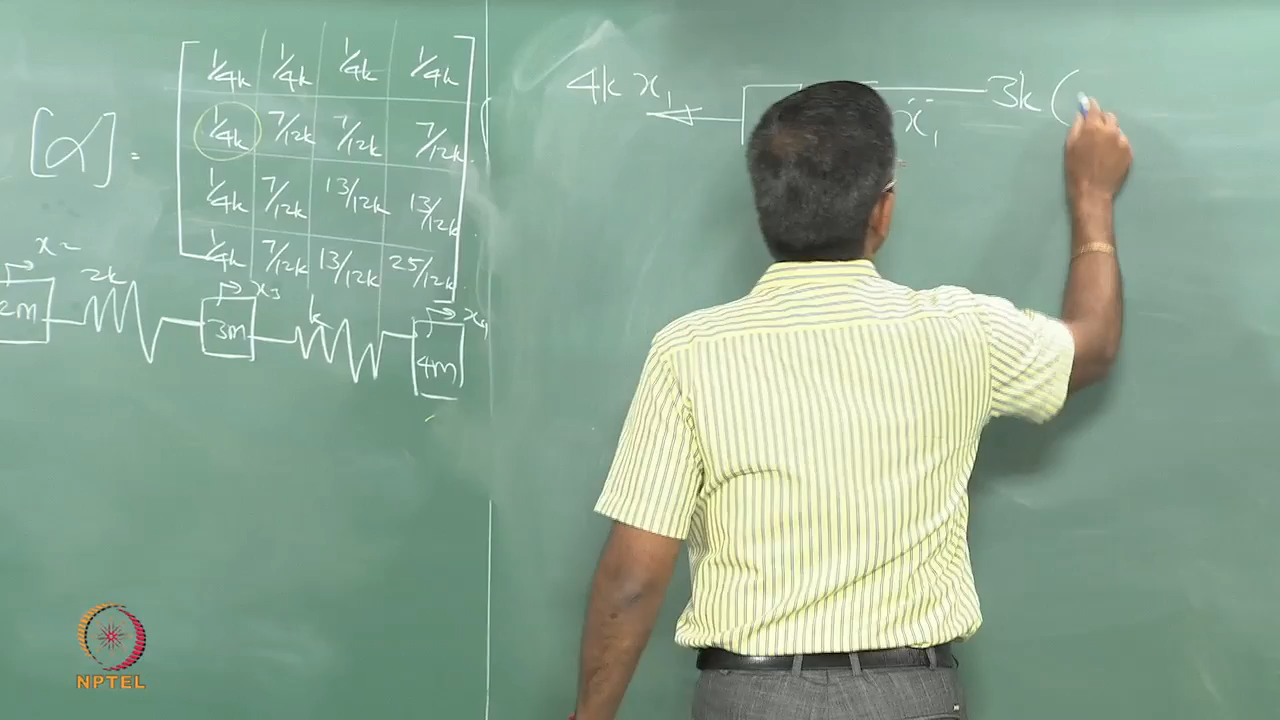 [α] =
1/4k 1/4k 1/4k 1/4k
1/4k 7/12k 7/12k 7/12k
1/4k 7/12k 13/12k 13/12k
1/4k 7/12k 13/12k 25/12k
x2 2k x3 k x4
2m 3m 4m
4k x1 ẍ1 3k (
NPTEL